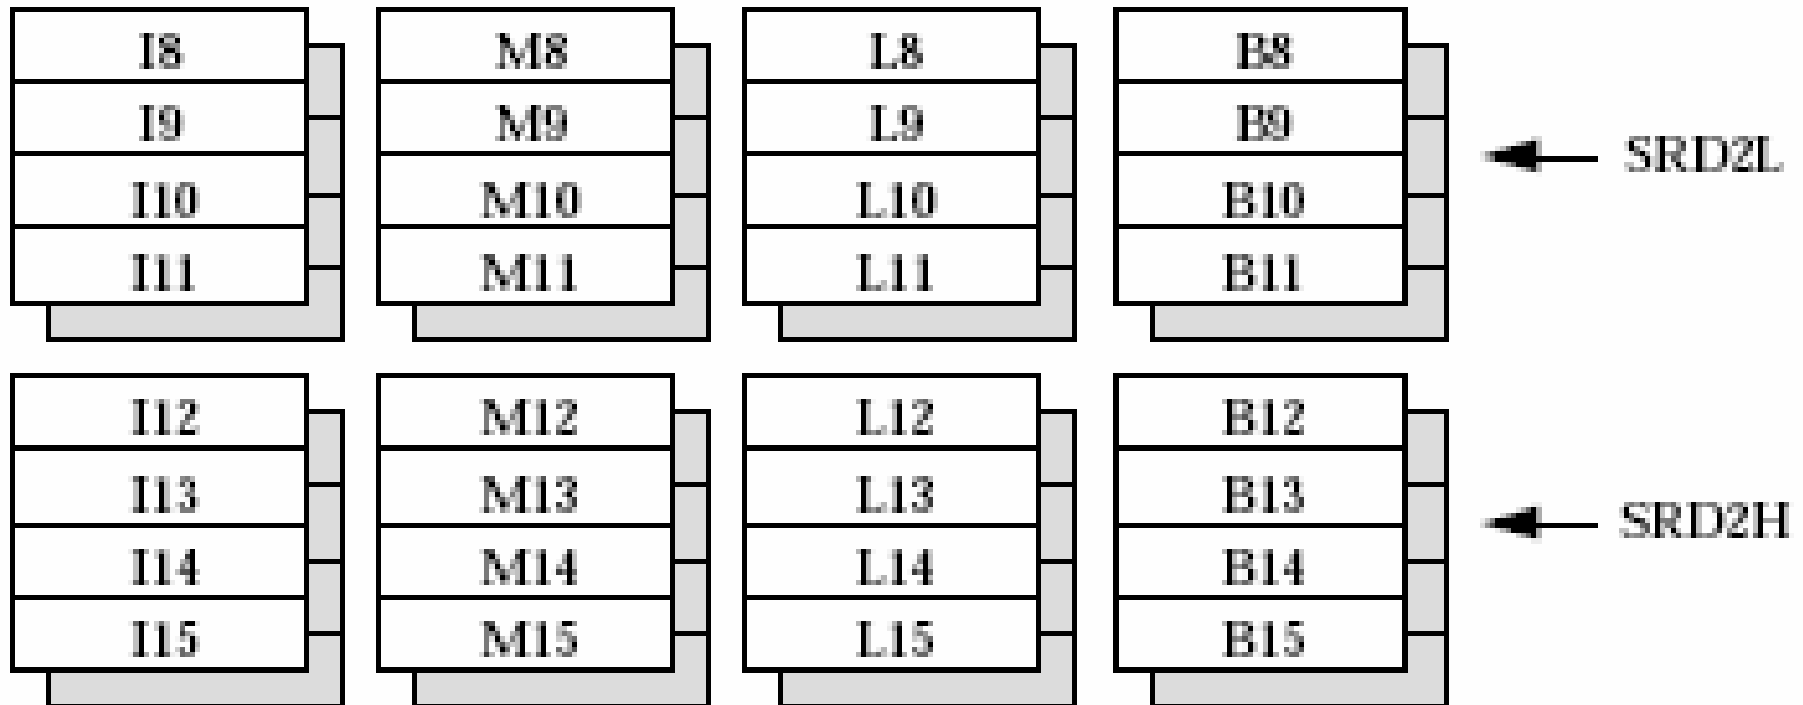 I8 M8 L8 B8
I9 M9 L9 B9
SRD2L
I10 M10 L10 B10
I11 M11 L11 B11
I12 M12 L12 B12
I13 M13 L13 B13
SRD2H
I14 M14 L14 B14
I15 M15 L15 B15